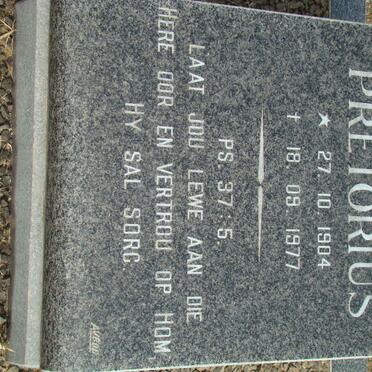 PRETORIUS
★ 27. 10. 1904
† 18. 09. 1977
PS. 37 : 5.
LAAT JOU LEWE AAN DIE
HERE OOR EN VERTROU OP HOM,
HY SAL SORG.